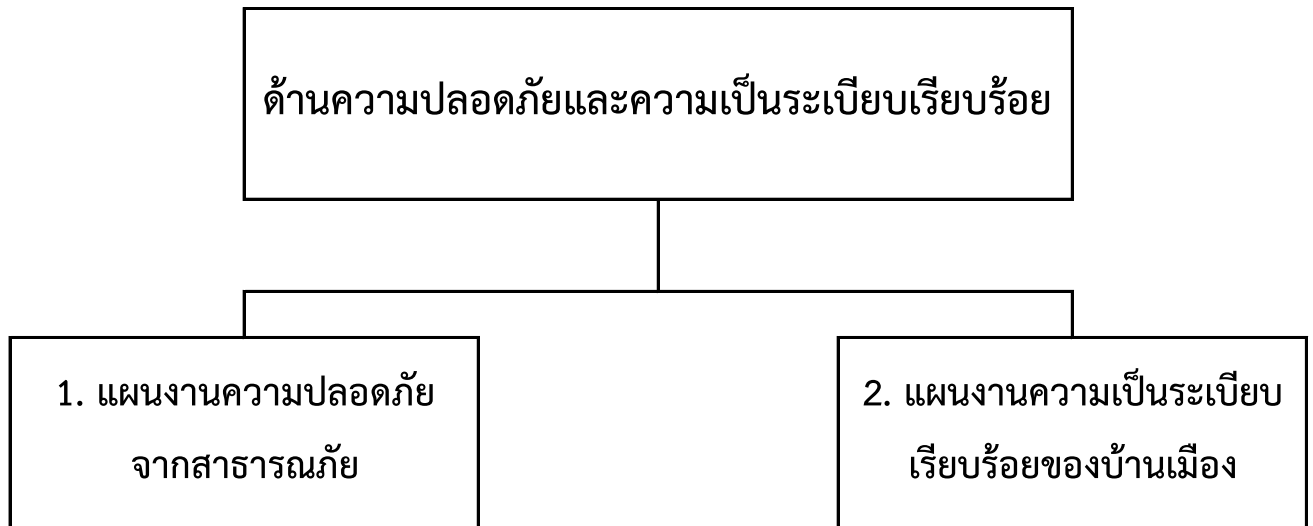 ด้านความปลอดภัยและความเป็นระเบียบเรียบร้อย
1. แผนงานความปลอดภัย
จากสาธารณภัย
2. แผนงานความเป็นระเบียบ
เรียบร้อยของบ้านเมือง